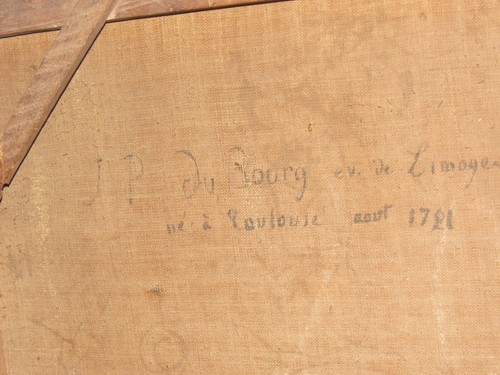 J P Du Bourg ev. de Limoges
né à Toulouse aout 1721